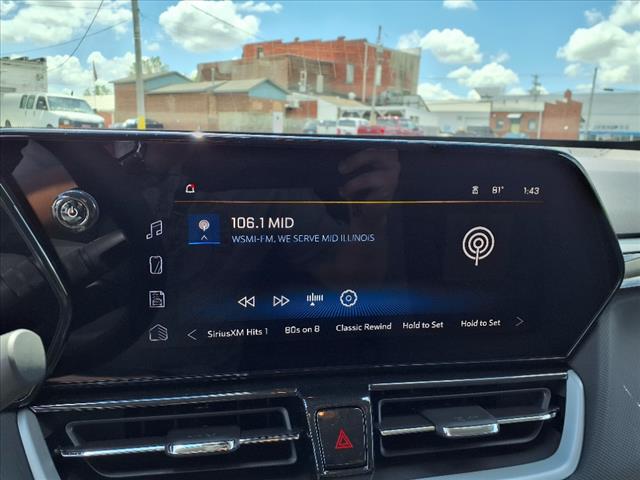 81° 1:43
106.1 MID
WSMI-FM, WE SERVE MID ILLINOIS
SiriusXM Hits 1 80s on 8 Classic Rewind Hold to Set Hold to Set